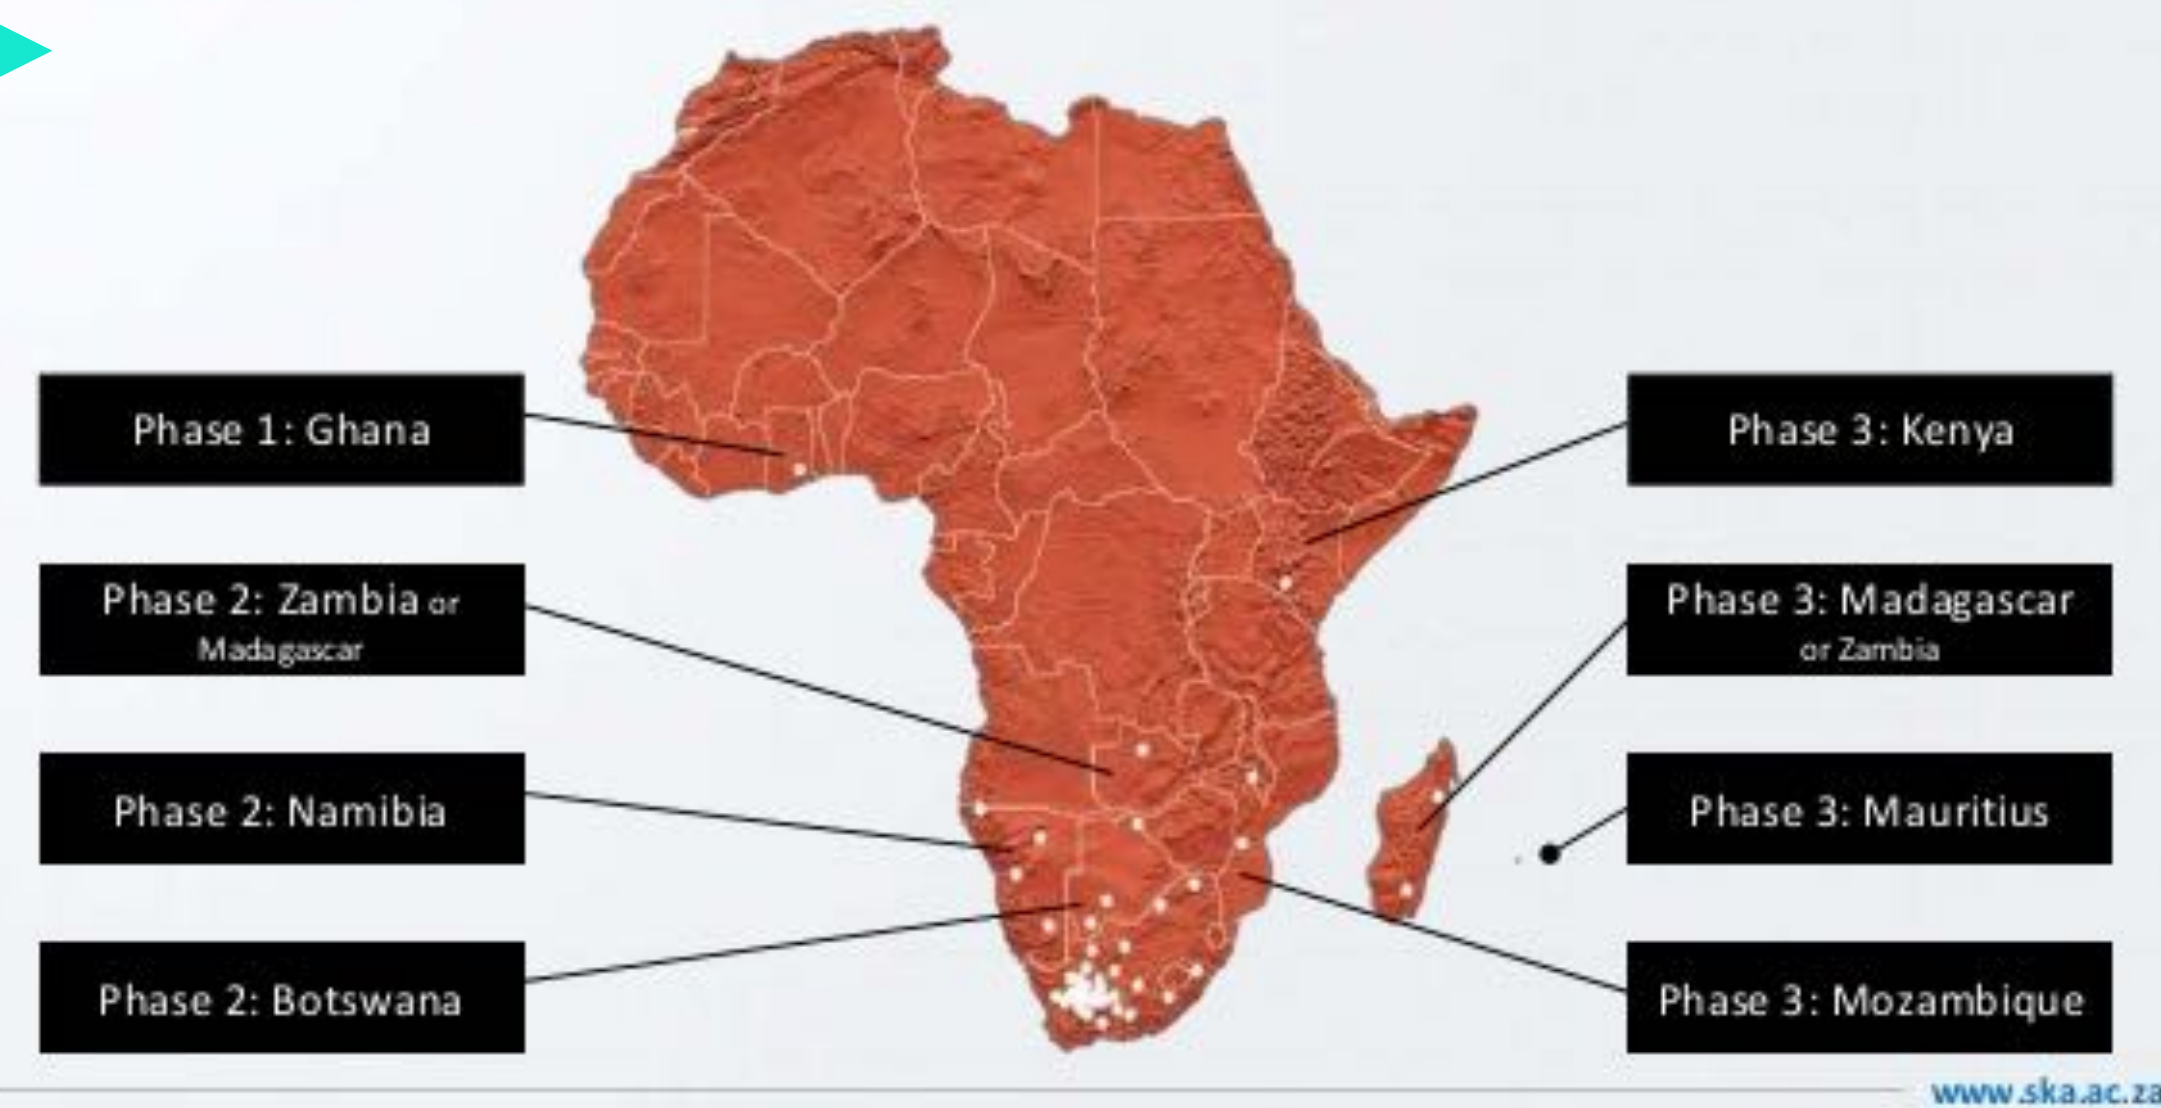 Phase 1: Ghana
Phase 2: Zambia or
Madagascar
Phase 2: Namibia
Phase 2: Botswana
Phase 3: Kenya
Phase 3: Madagascar
or Zambia
Phase 3: Mauritius
Phase 3: Mozambique
www.ska.ac.za